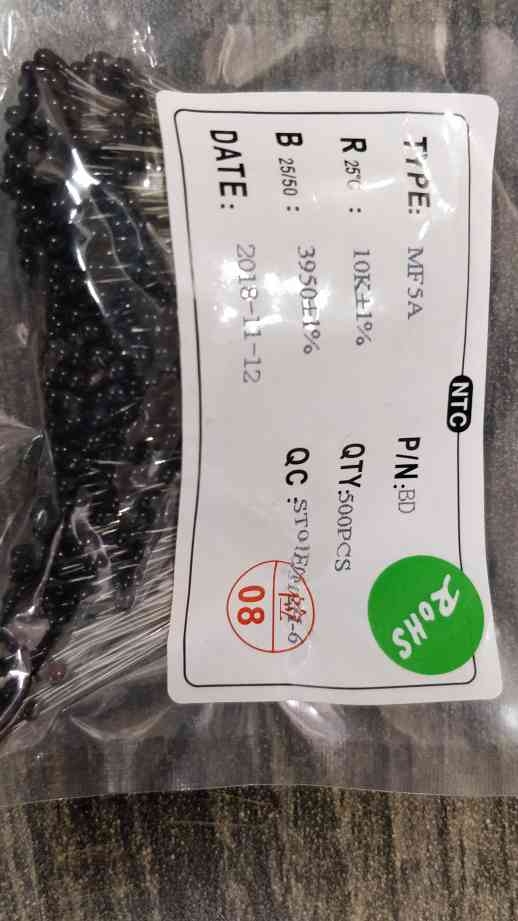 NTC
TYPE: MF5A P/N:BD
R 25℃ : 10K±1% QTY:500PCS
B 25/50 : 3950±1% QC :
DATE: 2018-11-12
ROHS
08